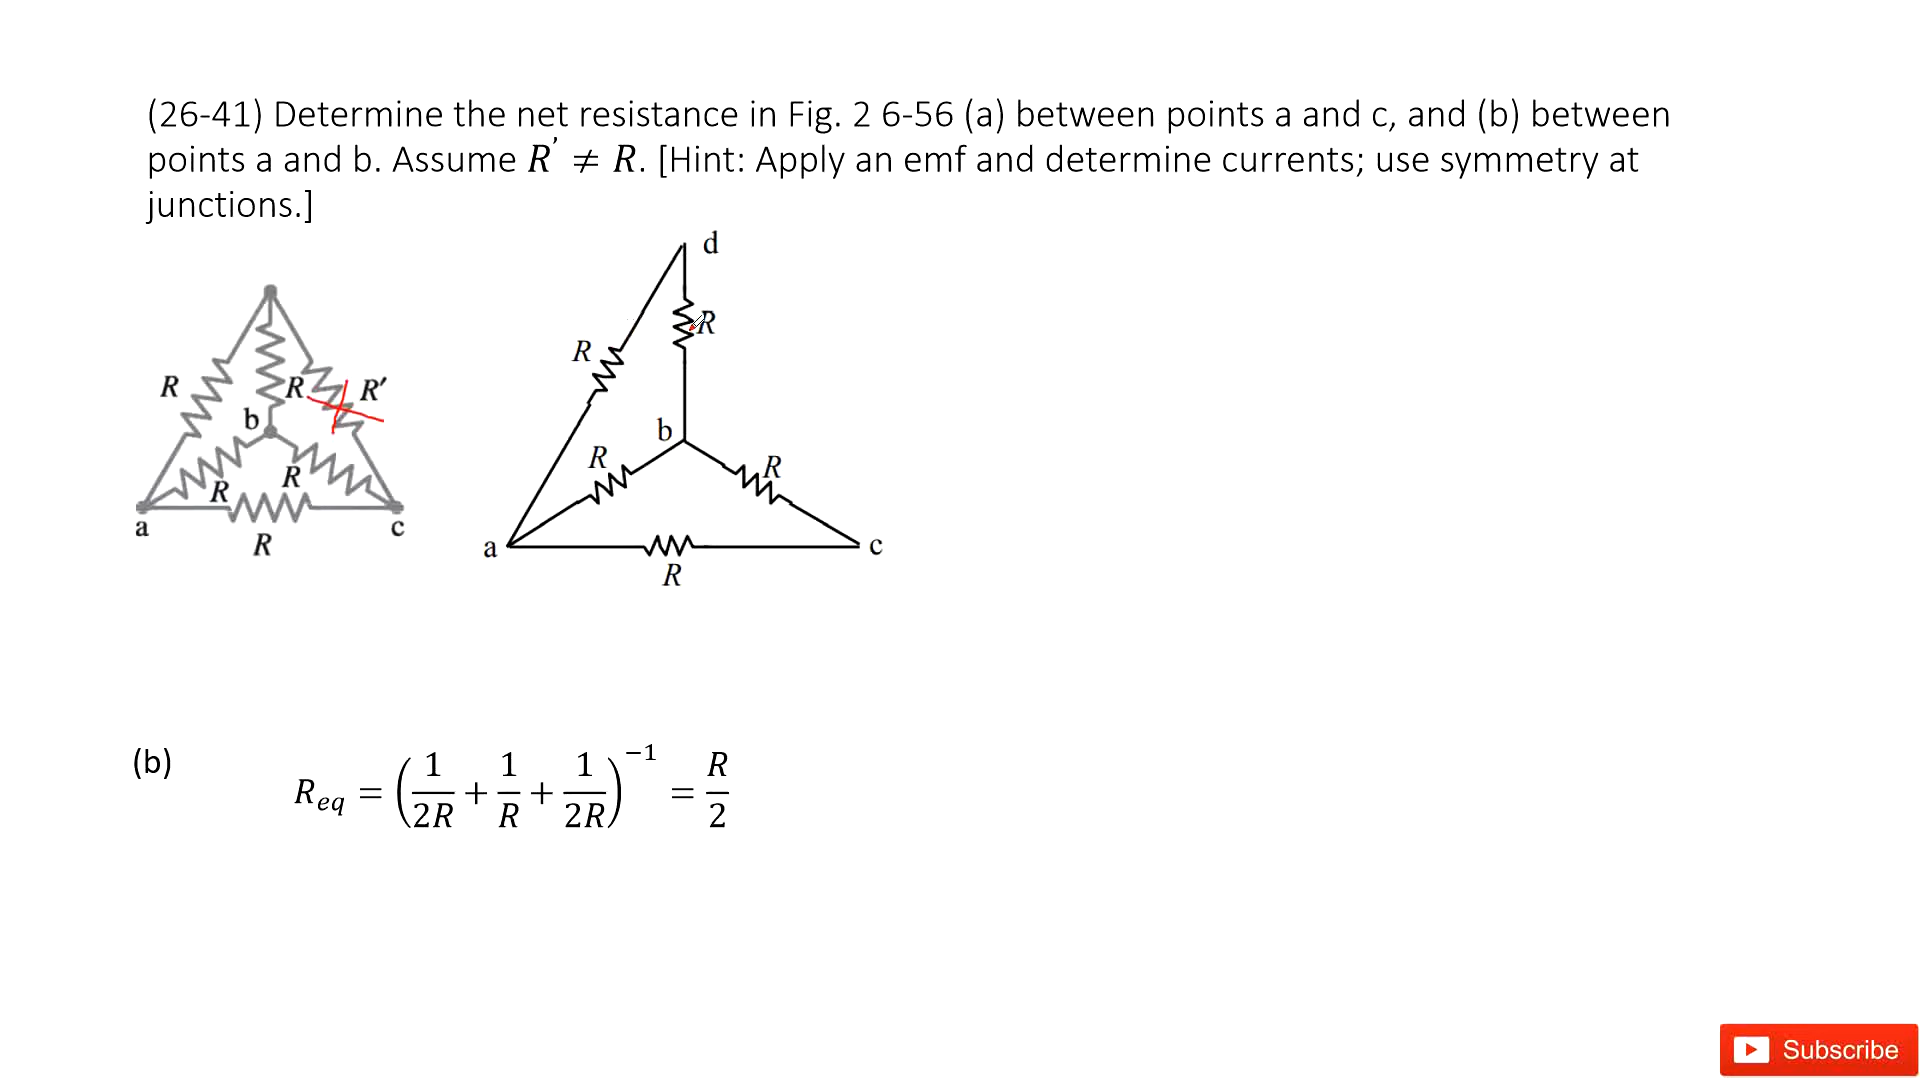 (26-41) Determine the net resistance in Fig. 2 6-56 (a) between points a and c, and (b) between
points a and b. Assume R′ ≠ R. [Hint: Apply an emf and determine currents; use symmetry at
junctions.]
d
R
R
R
R
R′
b
b
R
R
R
R
a
c
R
a
c
R
(b)
R_eq = (1/2R + 1/R + 1/2R)^−1 = R/2
Subscribe